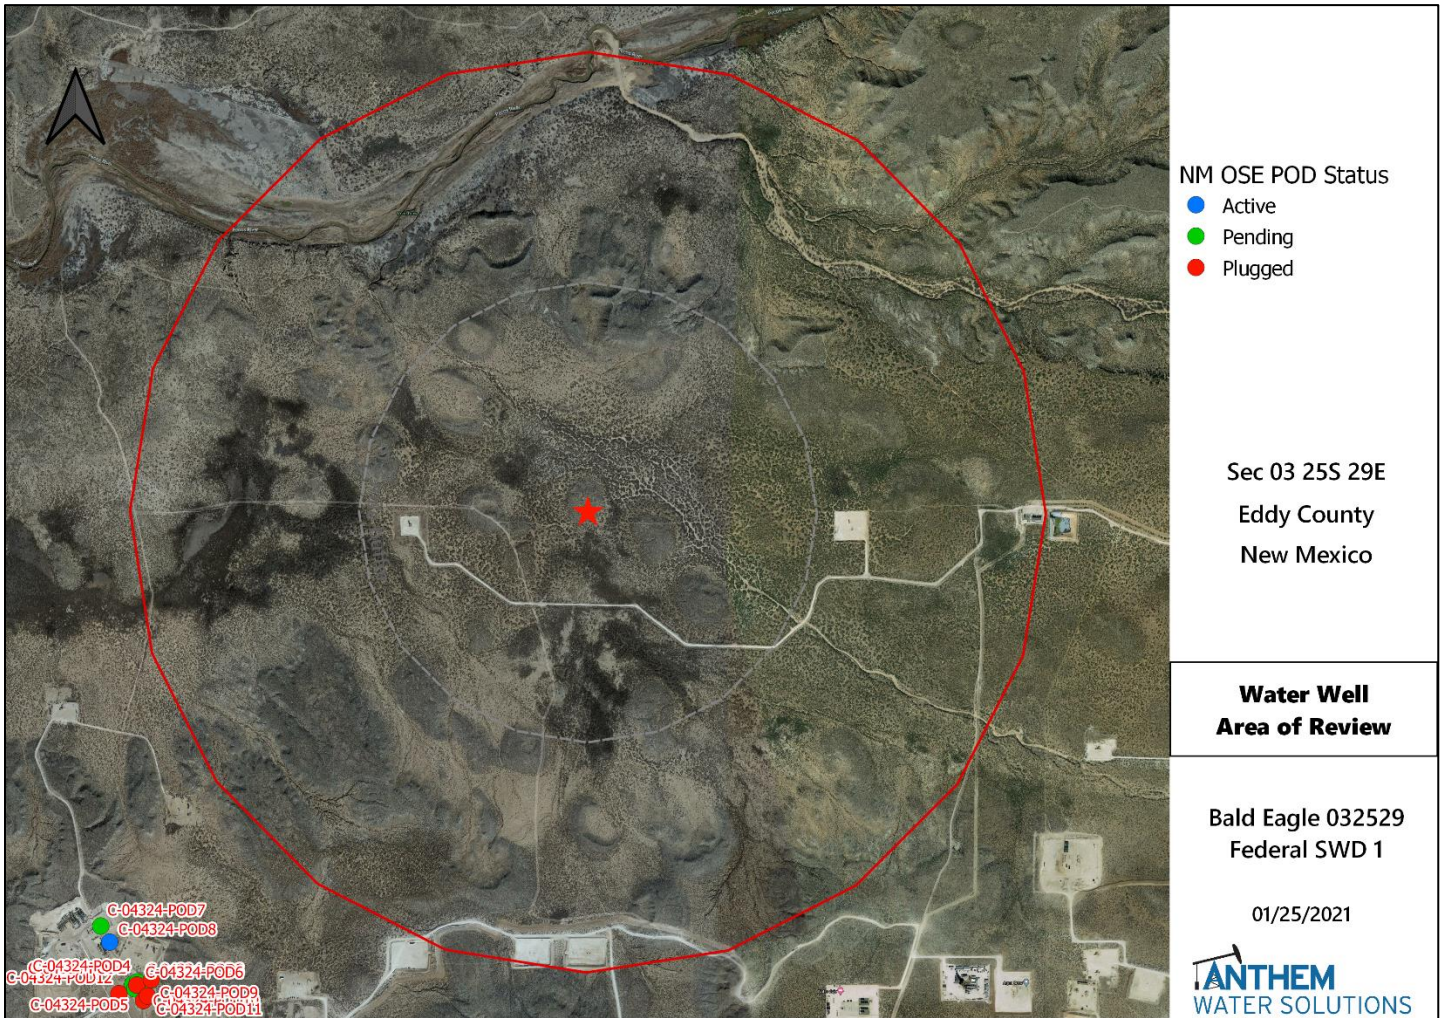 NM OSE POD Status
Active
Pending
Plugged
Sec 03 25S 29E
Eddy County
New Mexico
Water Well
Area of Review
Bald Eagle 032529
Federal SWD 1
01/25/2021
ANTHEM
WATER SOLUTIONS
C-04324-POD7
C-04324-POD8
C-04324-POD4
C-04324-POD6
C-04324-POD12
C-04324-POD9
C-04324-POD5
C-04324-POD11